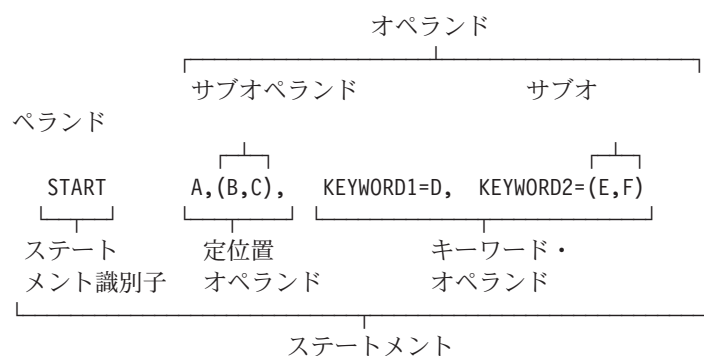 オペランド
サブオペランド サブオ
ペランド
START A,(B,C), KEYWORD1=D, KEYWORD2=(E,F)
ステート 定位置 キーワード・
メント識別子 オペランド オペランド
ステートメント